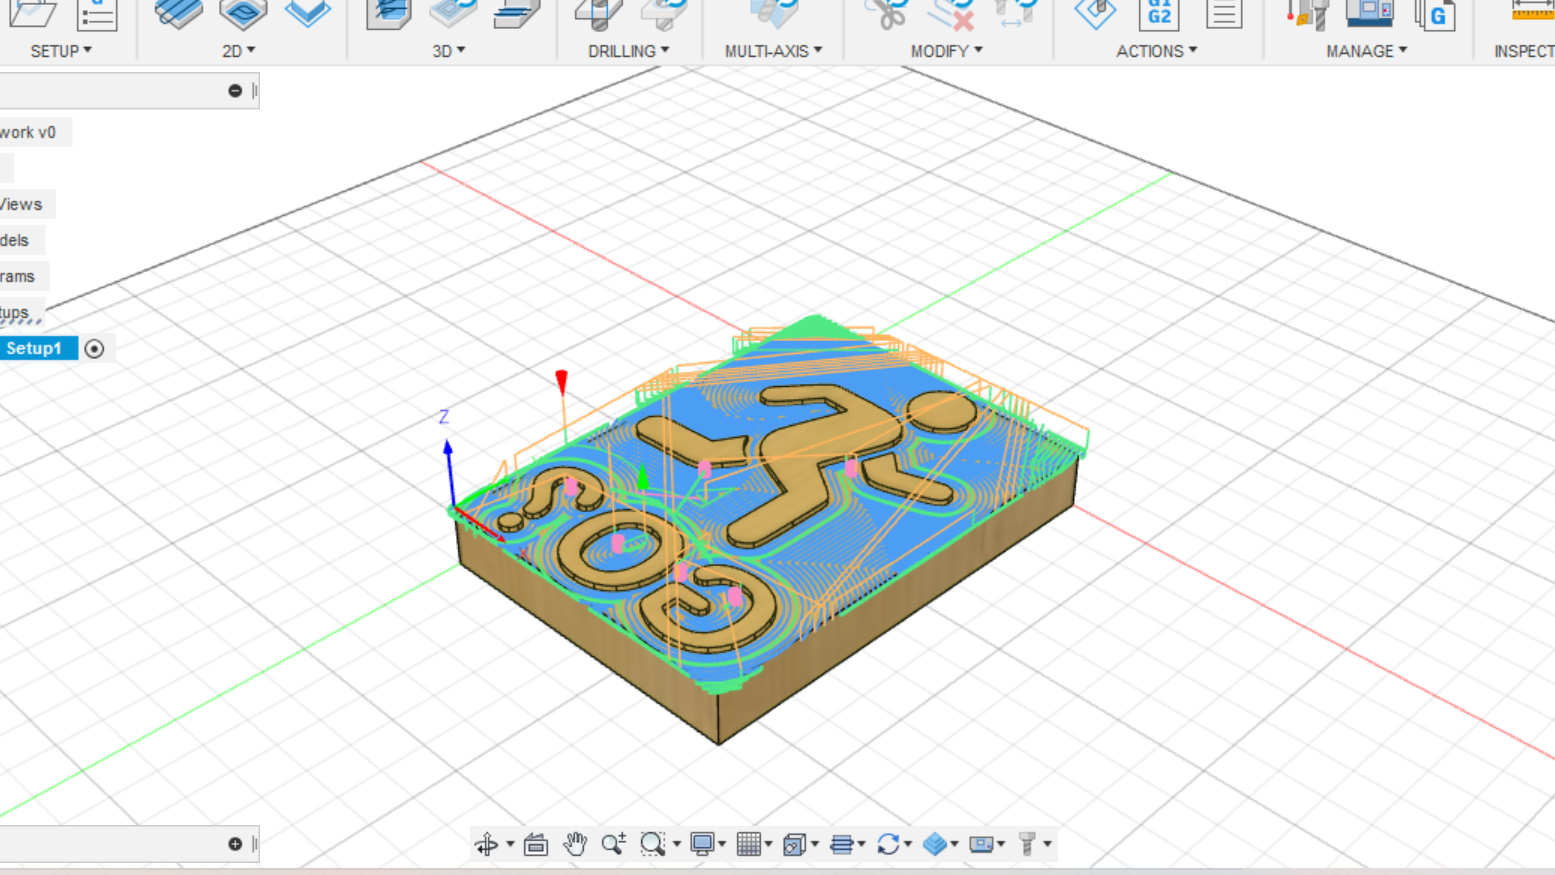 G1
G2
G
SETUP
2D
3D
DRILLING
MULTI-AXIS
MODIFY
ACTIONS
MANAGE
INSPECT
work v0
Views
dels
rams
tups
Setup1
Z
X